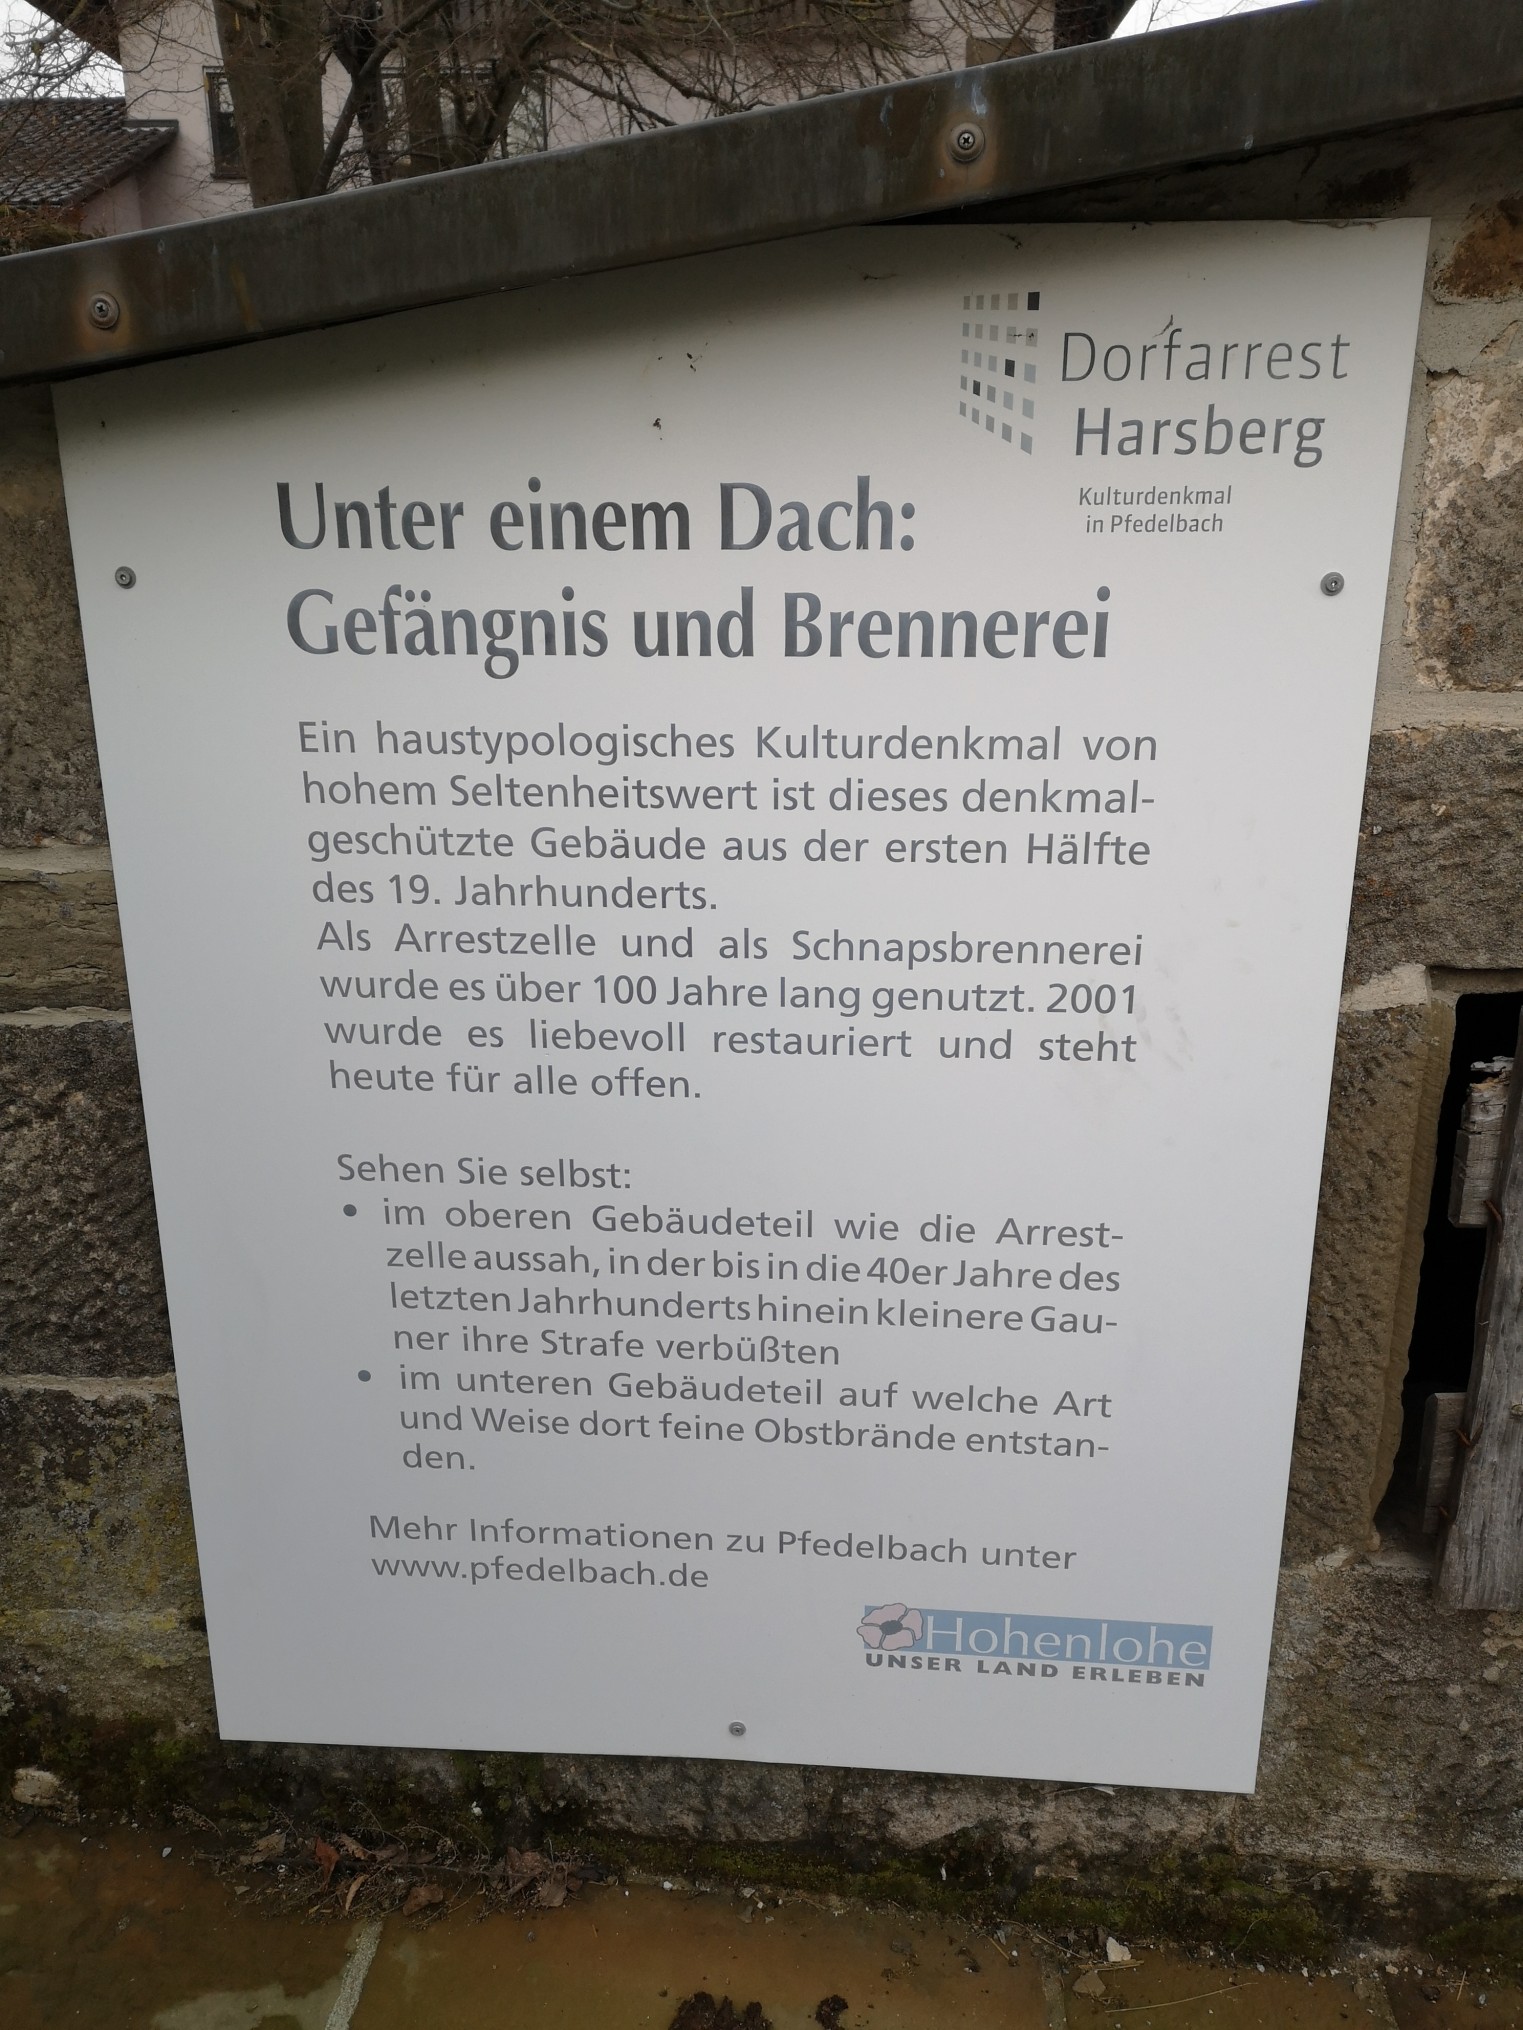 Dorfarrest
Harsberg
Kulturdenkmal
in Pfedelbach
Unter einem Dach:
Gefängnis und Brennerei
Ein haustypologisches Kulturdenkmal von
hohem Seltenheitswert ist dieses denkmal-
geschützte Gebäude aus der ersten Hälfte
des 19. Jahrhunderts.
Als Arrestzelle und als Schnapsbrennerei
wurde es über 100 Jahre lang genutzt. 2001
wurde es liebevoll restauriert und steht
heute für alle offen.
Sehen Sie selbst:
• im oberen Gebäudeteil wie die Arrest-
zelle aussah, in der bis in die 40er Jahre des
letzten Jahrhunderts hinein kleinere Gau-
ner ihre Strafe verbüßten
• im unteren Gebäudeteil auf welche Art
und Weise dort feine Obstbrände entstan-
den.
Mehr Informationen zu Pfedelbach unter
www.pfedelbach.de
Hohenlohe
UNSER LAND ERLEBEN